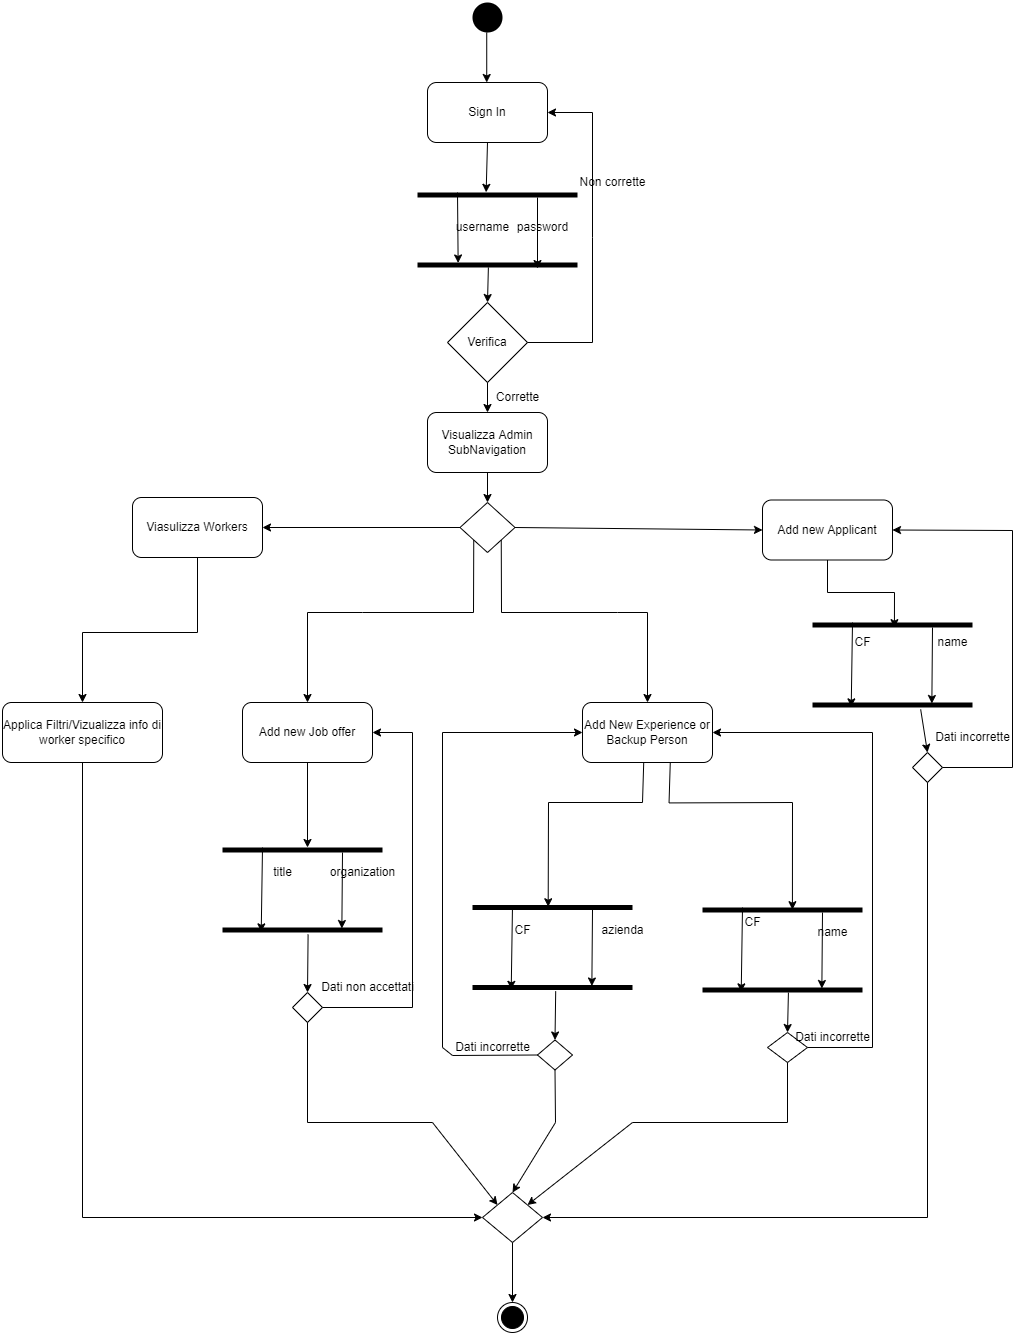 Sign In
Non corrette
username
password
Verifica
Corrette
Visualizza Admin
SubNavigation
Viasulizza Workers
Add new Applicant
CF
name
Applica Filtri/Vizualizza info di
worker specifico
Add new Job offer
Add New Experience or
Backup Person
Dati incorrette
title
organization
CF
azienda
CF
name
Dati non accettati
Dati incorrette
Dati incorrette